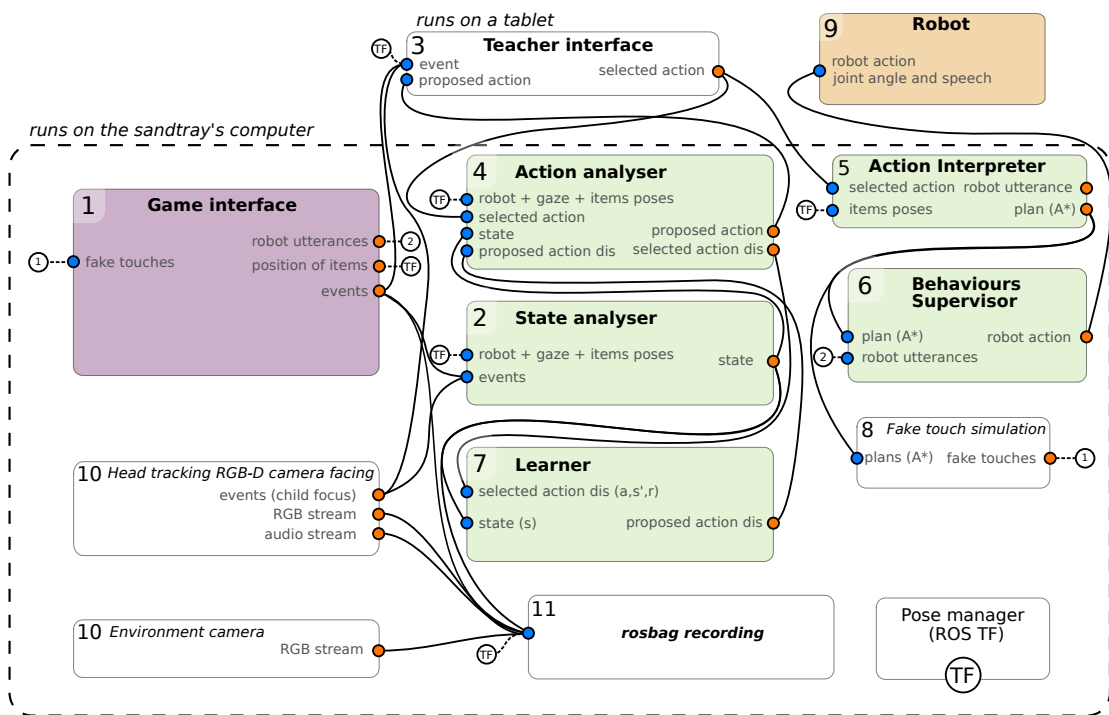 runs on a tablet
3
Teacher interface
TF
event
proposed action
selected action
9
Robot
robot action
joint angle and speech
runs on the sandtray's computer
1
Game interface
robot utterances
2
position of items
TF
events
1
fake touches
4
Action analyser
TF
robot + gaze + items poses
selected action
state
proposed action dis
proposed action
selected action dis
5
Action Interpreter
selected action
robot utterance
TF
items poses
plan (A*)
2
State analyser
TF
robot + gaze + items poses
events
state
6
Behaviours
Supervisor
plan (A*)
2
robot utterances
robot action
8
Fake touch simulation
plans (A*)
fake touches
1
10
Head tracking RGB-D camera facing
events (child focus)
RGB stream
audio stream
7
Learner
selected action dis (a,s',r)
state (s)
proposed action dis
10
Environment camera
RGB stream
11
rosbag recording
TF
Pose manager
(ROS TF)
TF